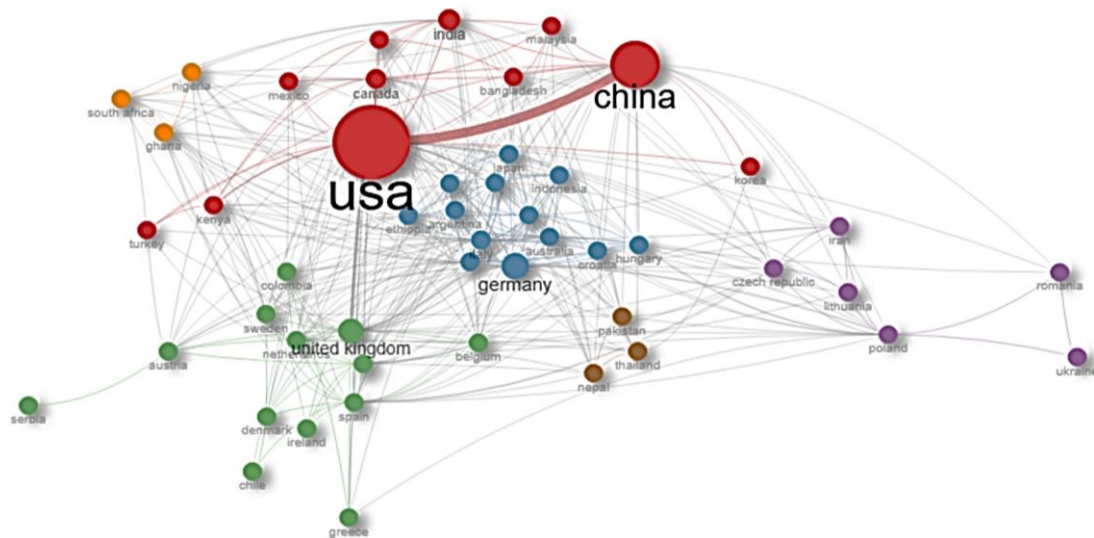 india
malaysia
nigeria
mexico
canada
bangladesh
china
south africa
ghana
usa
japan
korea
indonesia
kenya
ethiopia
argentina
turkey
italy
australia
croatia
hungary
iran
germany
colombia
czech republic
romania
lithuania
sweden
pakistan
united kingdom
netherlands
belgium
poland
austria
thailand
ukraine
nepal
serbia
spain
denmark
ireland
chile
greece